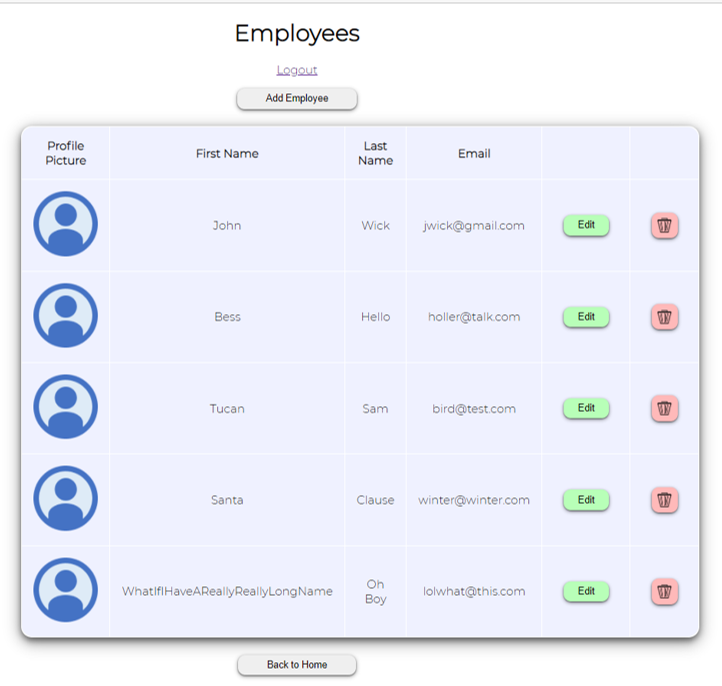 Employees
Logout
Add Employee
Profile
Picture
First Name
Last
Name
Email
John
Wick
jwick@gmail.com
Edit
Bess
Hello
holler@talk.com
Edit
Tucan
Sam
bird@test.com
Edit
Santa
Clause
winter@winter.com
Edit
WhatIfIHaveAReallyReallyLongName
Oh
Boy
lolwhat@this.com
Edit
Back to Home